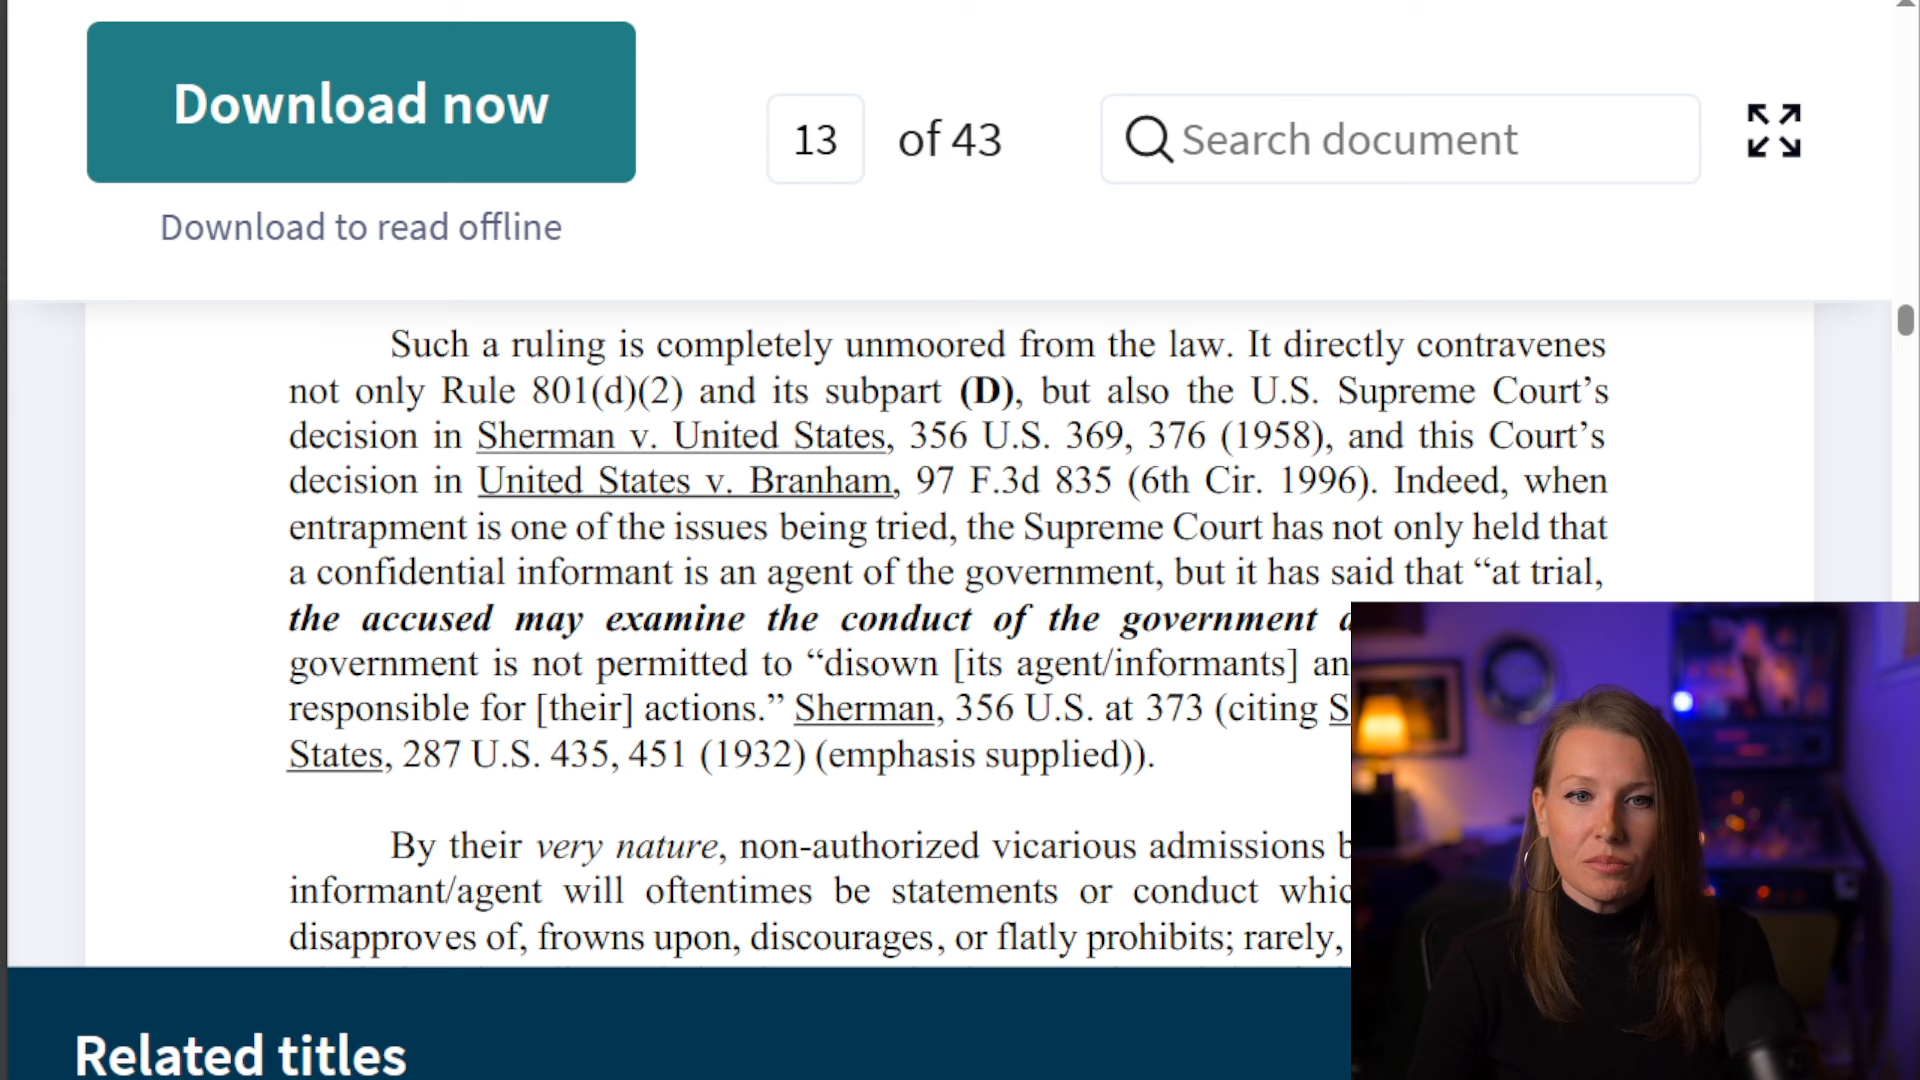 Download now
Download to read offline
13 of 43
Search document
Such a ruling is completely unmoored from the law. It directly contravenes
not only Rule 801(d)(2) and its subpart (D), but also the U.S. Supreme Court’s
decision in Sherman v. United States, 356 U.S. 369, 376 (1958), and this Court’s
decision in United States v. Branham, 97 F.3d 835 (6th Cir. 1996). Indeed, when
entrapment is one of the issues being tried, the Supreme Court has not only held that
a confidential informant is an agent of the government, but it has said that “at trial,
the accused may examine the conduct of the government
government is not permitted to “disown [its agent/informants]
responsible for [their] actions.” Sherman, 356 U.S. at 373 (citing
States, 287 U.S. 435, 451 (1932) (emphasis supplied)).
By their very nature, non-authorized vicarious admissions
informant/agent will oftentimes be statements or conduct
disapproves of, frowns upon, discourages, or flatly prohibits; rarely,
Related titles